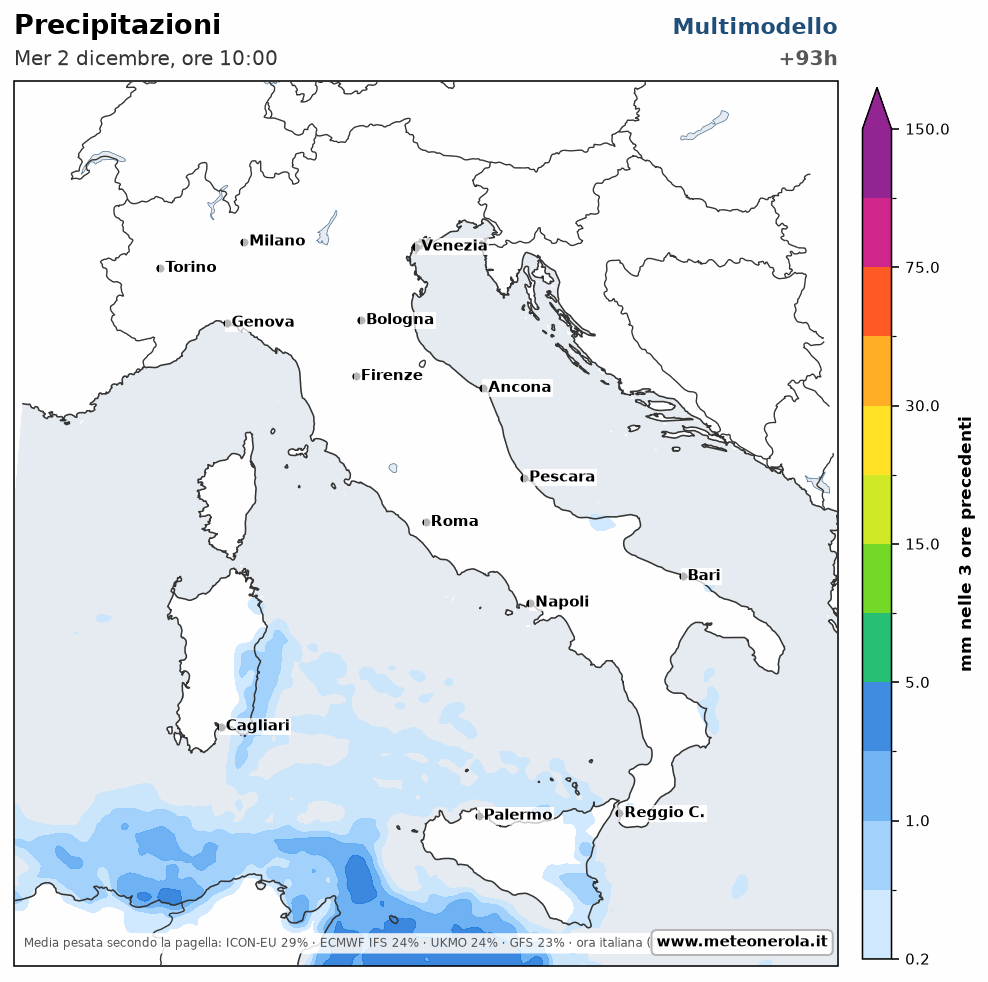 Precipitazioni
Multimodello
Mer 2 dicembre, ore 10:00
+93h
150.0
75.0
30.0
15.0
5.0
1.0
0.2
mm nelle 3 ore precedenti
Milano
Venezia
Torino
Genova
Bologna
Firenze
Ancona
Pescara
Roma
Bari
Napoli
Cagliari
Palermo
Reggio C.
Media pesata secondo la pagella: ICON-EU 29% · ECMWF IFS 24% · UKMO 24% · GFS 23% · ora italiana (
www.meteonerola.it